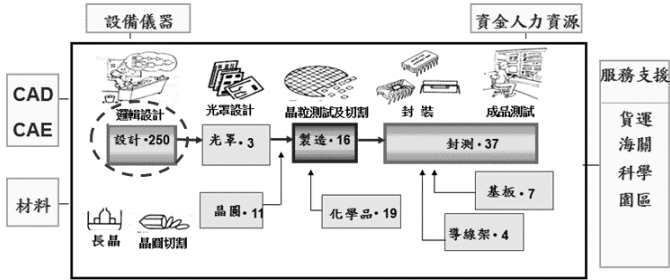 設備儀器
資金人力資源
CAD
CAE
材料
邏輯設計
光罩設計
晶粒測試及切割
封裝
成品測試
設計·250
光罩·3
製造·16
封測·37
晶圓·11
化學品·19
基板·7
導線架·4
長晶
晶圓切割
服務支援
貨運
海關
科學
園區